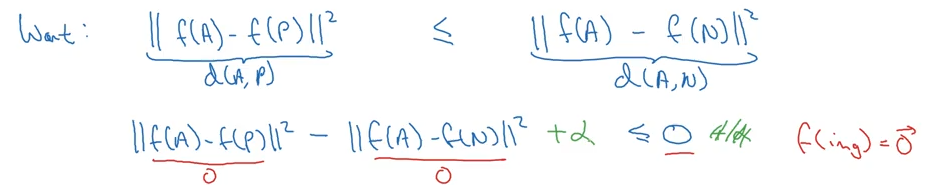 Want: ||f(A) - f(P)||² ≤ ||f(A) - f(N)||²
d(A,P) d(A,N)
||f(A)-f(P)||² - ||f(A)-f(N)||² +α ≤ 0 f(img) = 0⃗
0 0